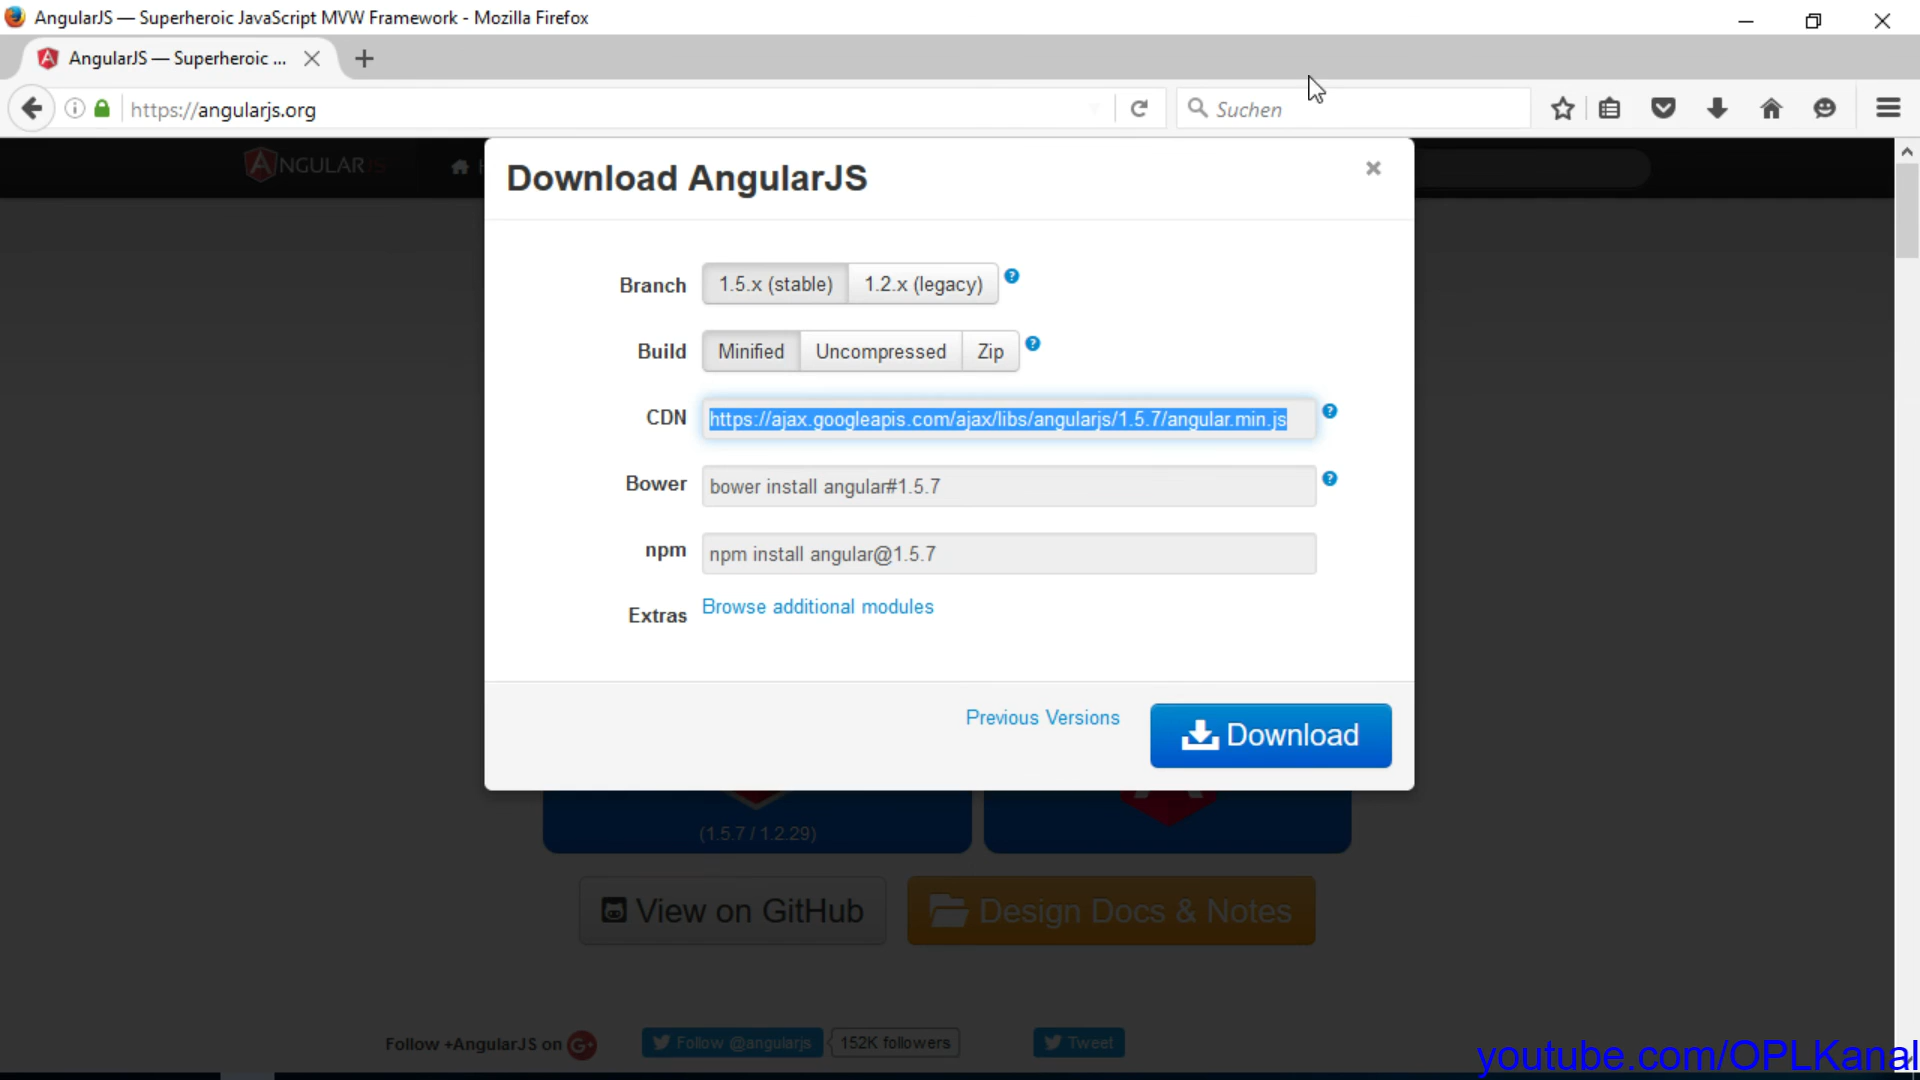 AngularJS — Superheroic JavaScript MVW Framework - Mozilla Firefox
AngularJS — Superheroic ...
https://angularjs.org
Suchen
ANGULARJS
Download AngularJS
Branch 1.5.x (stable) 1.2.x (legacy)
Build Minified Uncompressed Zip
CDN https://ajax.googleapis.com/ajax/libs/angularjs/1.5.7/angular.min.js
Bower bower install angular#1.5.7
npm npm install angular@1.5.7
Extras Browse additional modules
Previous Versions Download
(1.5.7 / 1.2.29)
View on GitHub Design Docs & Notes
Follow +AngularJS on G+ Follow @angularjs 152K followers Tweet
youtube.com/OPLKanal